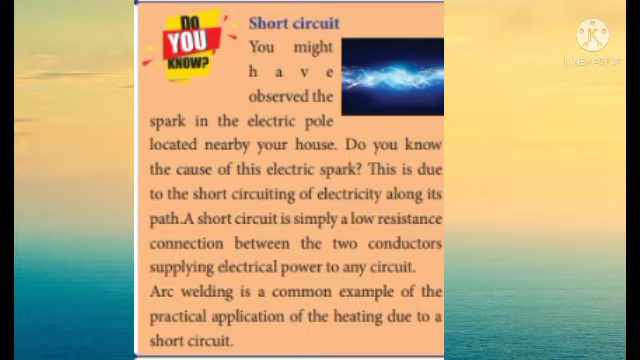 DO
YOU
KNOW?
Short circuit
You might
h a v e
observed the
spark in the electric pole
located nearby your house. Do you know
the cause of this electric spark? This is due
to the short circuiting of electricity along its
path.A short circuit is simply a low resistance
connection between the two conductors
supplying electrical power to any circuit.
Arc welding is a common example of the
practical application of the heating due to a
short circuit.
K